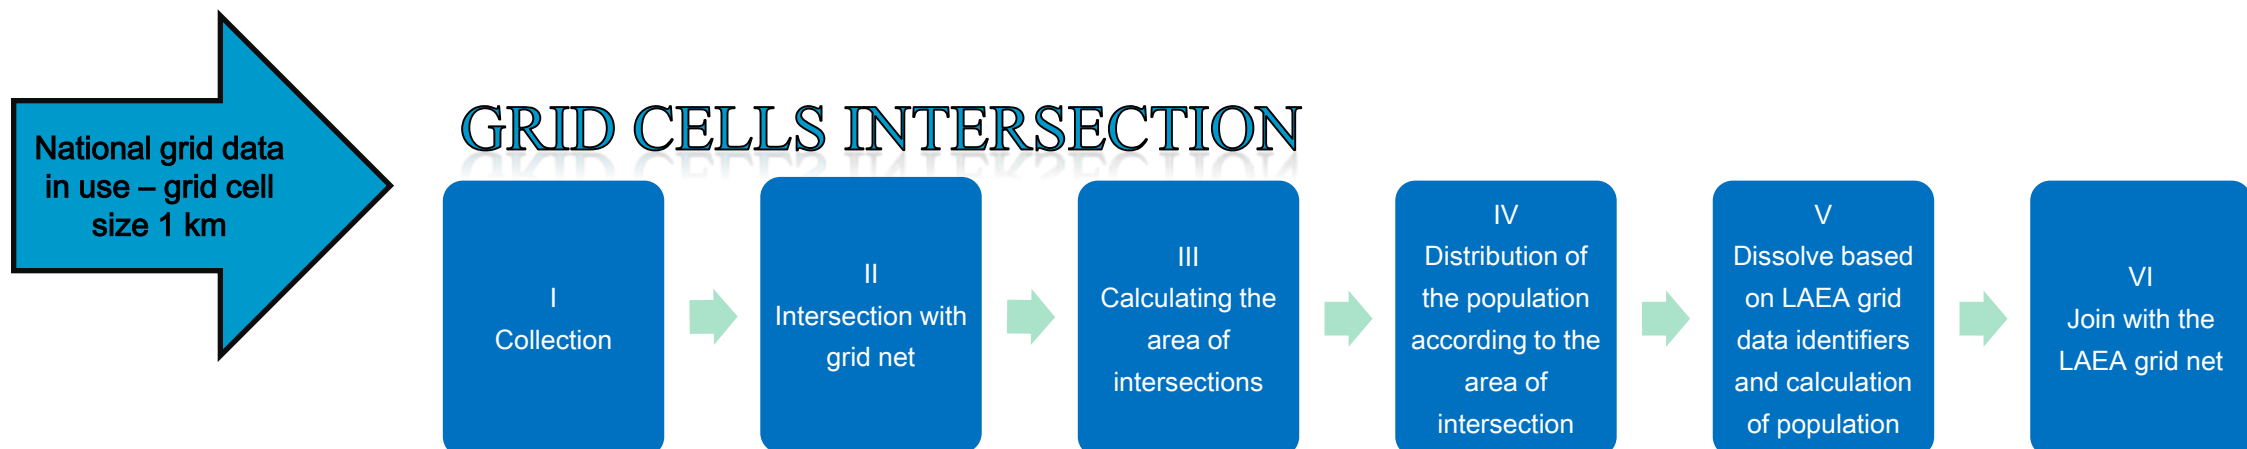 National grid data
in use – grid cell
size 1 km
GRID CELLS INTERSECTION
I
Collection
II
Intersection with
grid net
III
Calculating the
area of
intersections
IV
Distribution of
the population
according to the
area of
intersection
V
Dissolve based
on LAEA grid
data identifiers
and calculation
of population
VI
Join with the
LAEA grid net